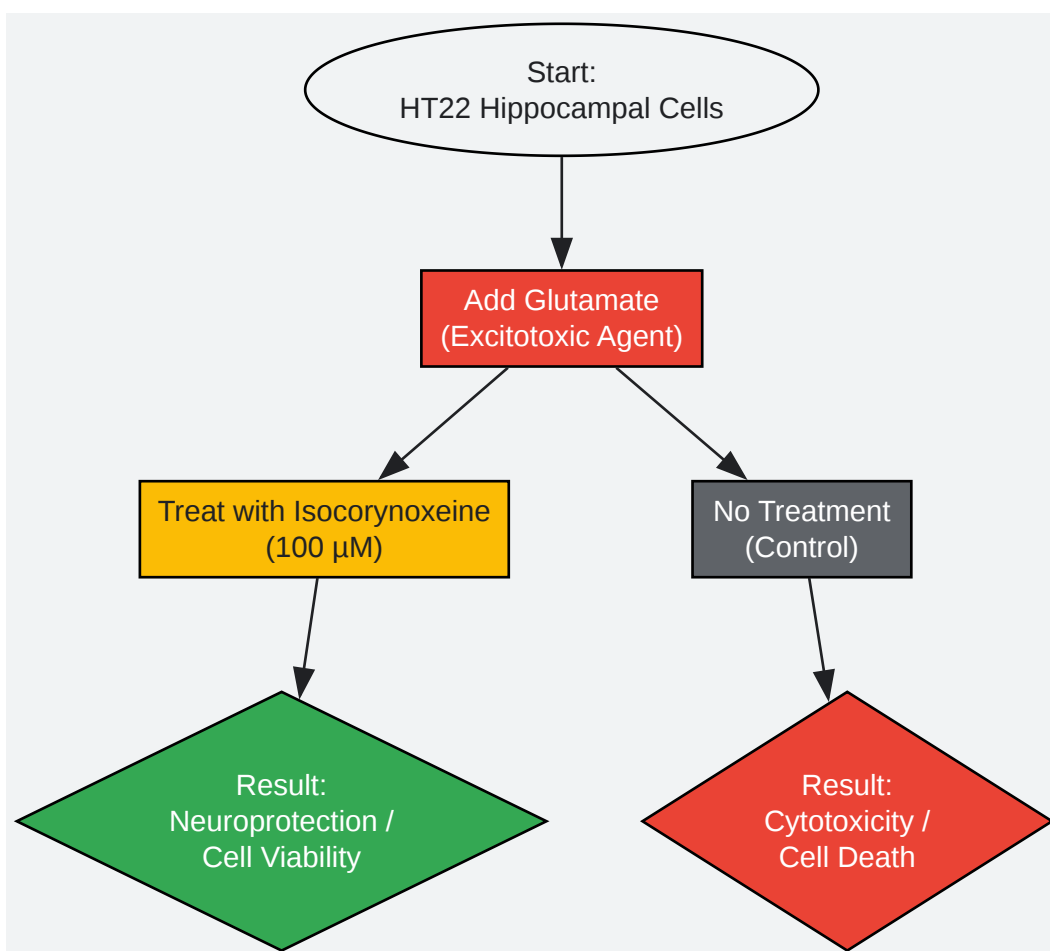 Start:
HT22 Hippocampal Cells
Add Glutamate
(Excitotoxic Agent)
Treat with Isocorynoxeine
(100 µM)
No Treatment
(Control)
Result:
Neuroprotection /
Cell Viability
Result:
Cytotoxicity /
Cell Death